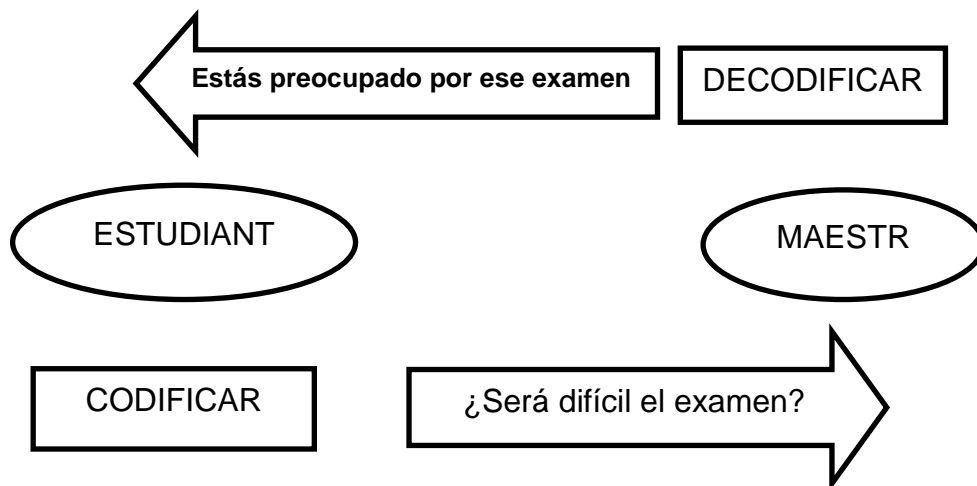 Estás preocupado por ese examen
DECODIFICAR
ESTUDIANT
MAESTR
CODIFICAR
¿Será difícil el examen?